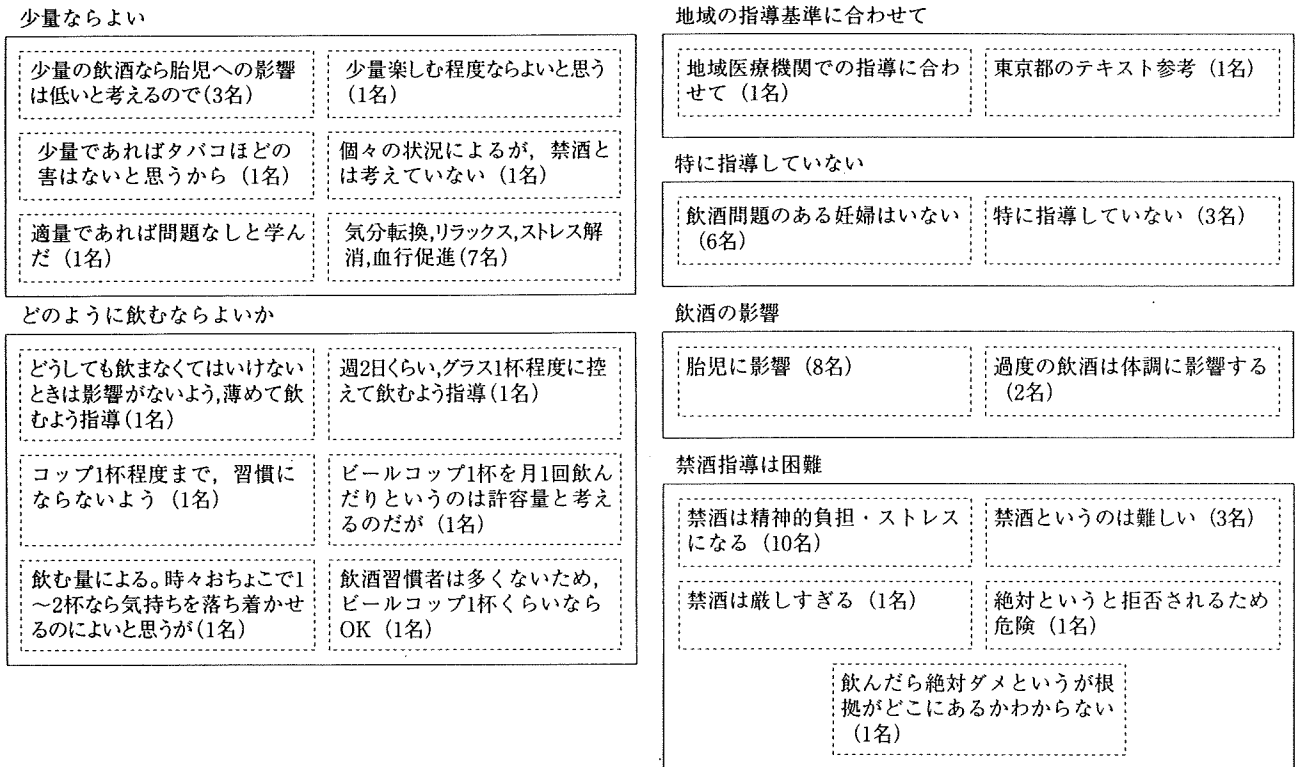 少量ならよい
少量の飲酒なら胎児への影響
は低いと考えるので(3名)
少量楽しむ程度ならよいと思う
(1名)
少量であればタバコほどの
害はないと思うから (1名)
個々の状況によるが，禁酒と
は考えていない (1名)
適量であれば問題なしと学ん
だ (1名)
気分転換,リラックス,ストレス解
消,血行促進(7名)
どのように飲むならよいか
どうしても飲まなくてはいけない
ときは影響がないよう,薄めて飲
むよう指導(1名)
週2日くらい,グラス1杯程度に控
えて飲むよう指導(1名)
コップ1杯程度まで，習慣に
ならないよう (1名)
ビールコップ1杯を月1回飲ん
だりというのは許容量と考え
るのだが (1名)
飲む量による。時々おちょこで1
～2杯なら気持ちを落ち着かせ
るのによいと思うが(1名)
飲酒習慣者は多くないため，
ビールコップ1杯くらいなら
OK (1名)
地域の指導基準に合わせて
地域医療機関での指導に合わ
せて (1名)
東京都のテキスト参考 (1名)
特に指導していない
飲酒問題のある妊婦はいない
(6名)
特に指導していない (3名)
飲酒の影響
胎児に影響 (8名)
過度の飲酒は体調に影響する
(2名)
禁酒指導は困難
禁酒は精神的負担・ストレス
になる (10名)
禁酒というのは難しい (3名)
禁酒は厳しすぎる (1名)
絶対というと拒否されるため
危険 (1名)
飲んだら絶対ダメというが根
拠がどこにあるかわからない
(1名)